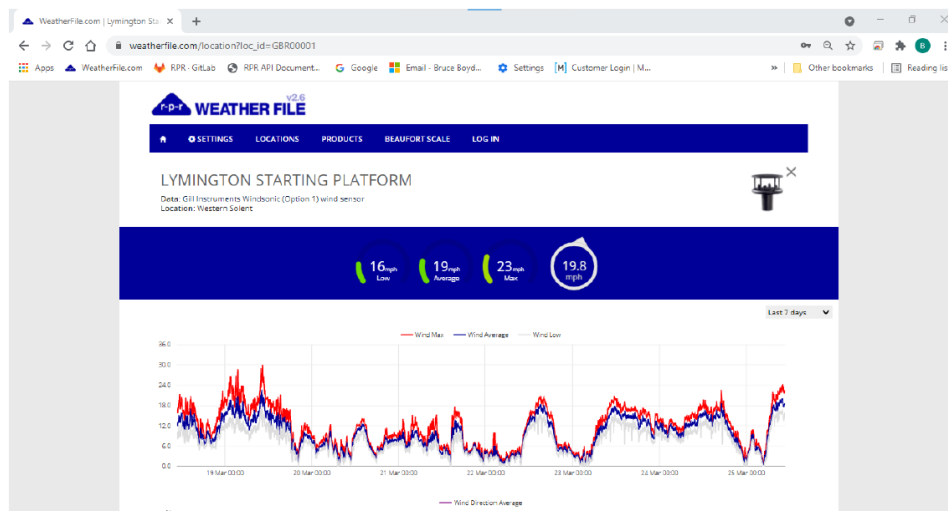 WeatherFile.com | Lymington Sta
weatherfile.com/location?loc_id=GBR00001
B
Apps WeatherFile.com RPR · GitLab RPR API Document... Google Email - Bruce Boyd... Settings [M] Customer Login | M... » Other bookmarks Reading lis
r-p-r WEATHER FILE v2.6
SETTINGS LOCATIONS PRODUCTS BEAUFORT SCALE LOG IN
LYMINGTON STARTING PLATFORM
Data: Gill Instruments Windsonic (Option 1) wind sensor
Location: Western Solent
16mph 19mph 23mph 19.8
Low Average Max mph
Last 7 days
Wind Max Wind Average Wind Low
36.0
30.0
24.0
18.0
12.0
6.0
0.0
19 Mar 00:00 20 Mar 00:00 21 Mar 00:00 22 Mar 00:00 23 Mar 00:00 24 Mar 00:00 25 Mar 00:00
Wind Direction Average